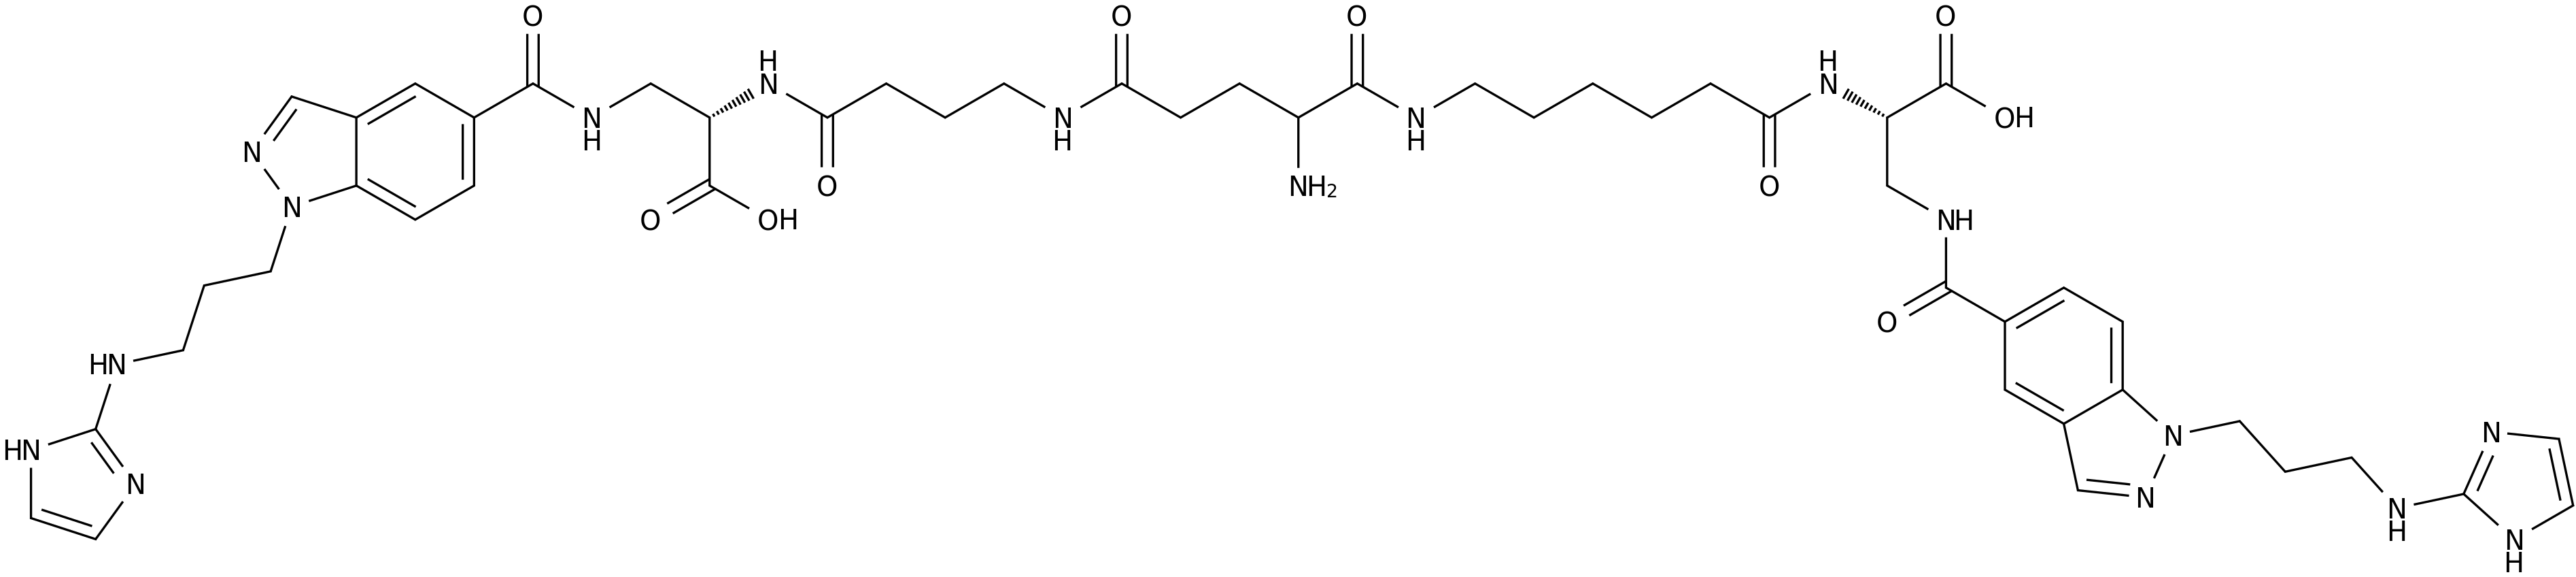 O O O O
H N H N
N H N H N H OH
N
O O
NH₂
N
O OH NH
O
HN
N N
HN
N N
N H
N H